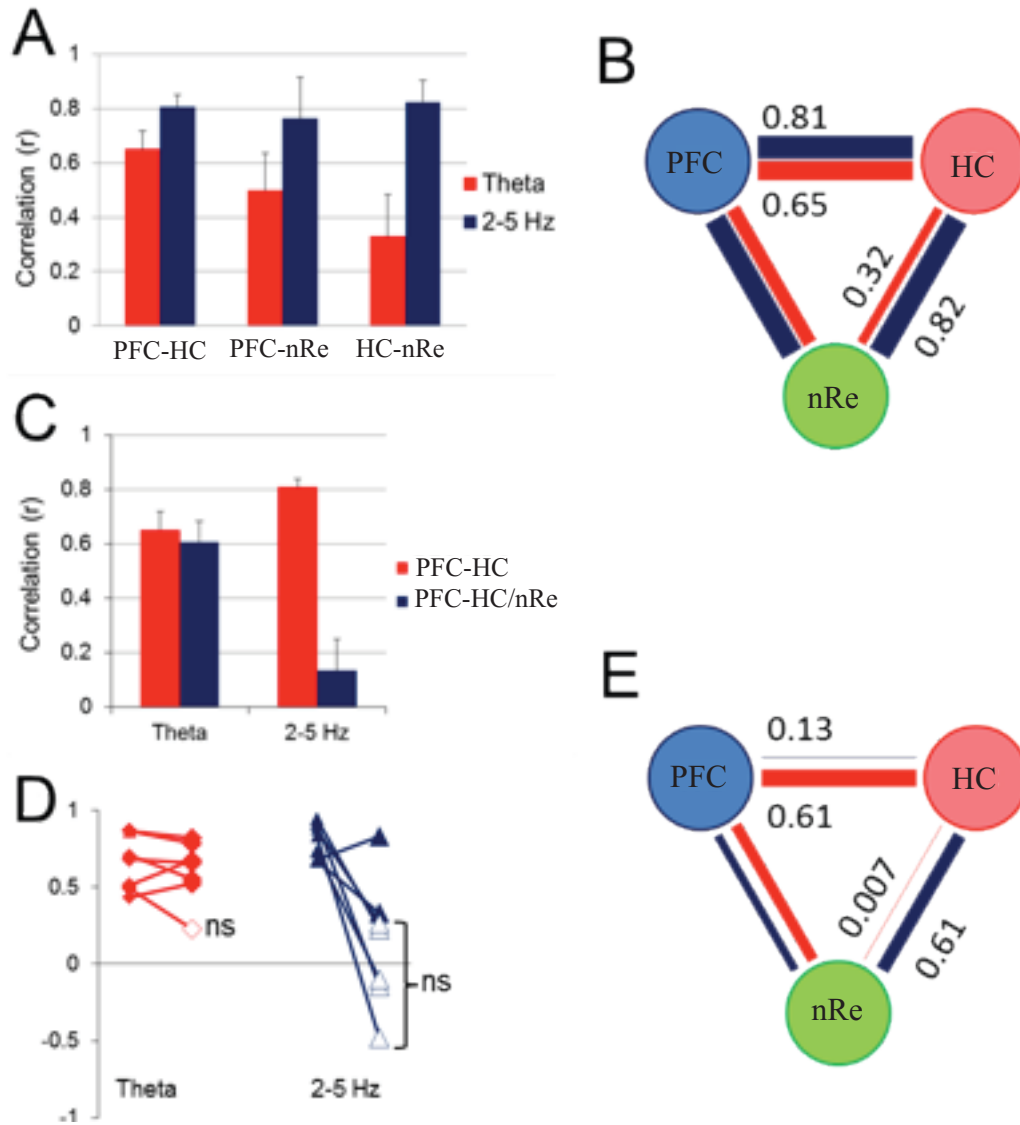 A
1
0.8
0.6
0.4
0.2
0
Correlation (r)
PFC-HC PFC-nRe HC-nRe
Theta
2-5 Hz
B
PFC
HC
nRe
0.81
0.65
0.32
0.82
C
1
0.8
0.6
0.4
0.2
0
Correlation (r)
Theta 2-5 Hz
PFC-HC
PFC-HC/nRe
D
1
0.5
0
-0.5
-1
ns
ns
Theta 2-5 Hz
E
PFC
HC
nRe
0.13
0.61
0.007
0.61